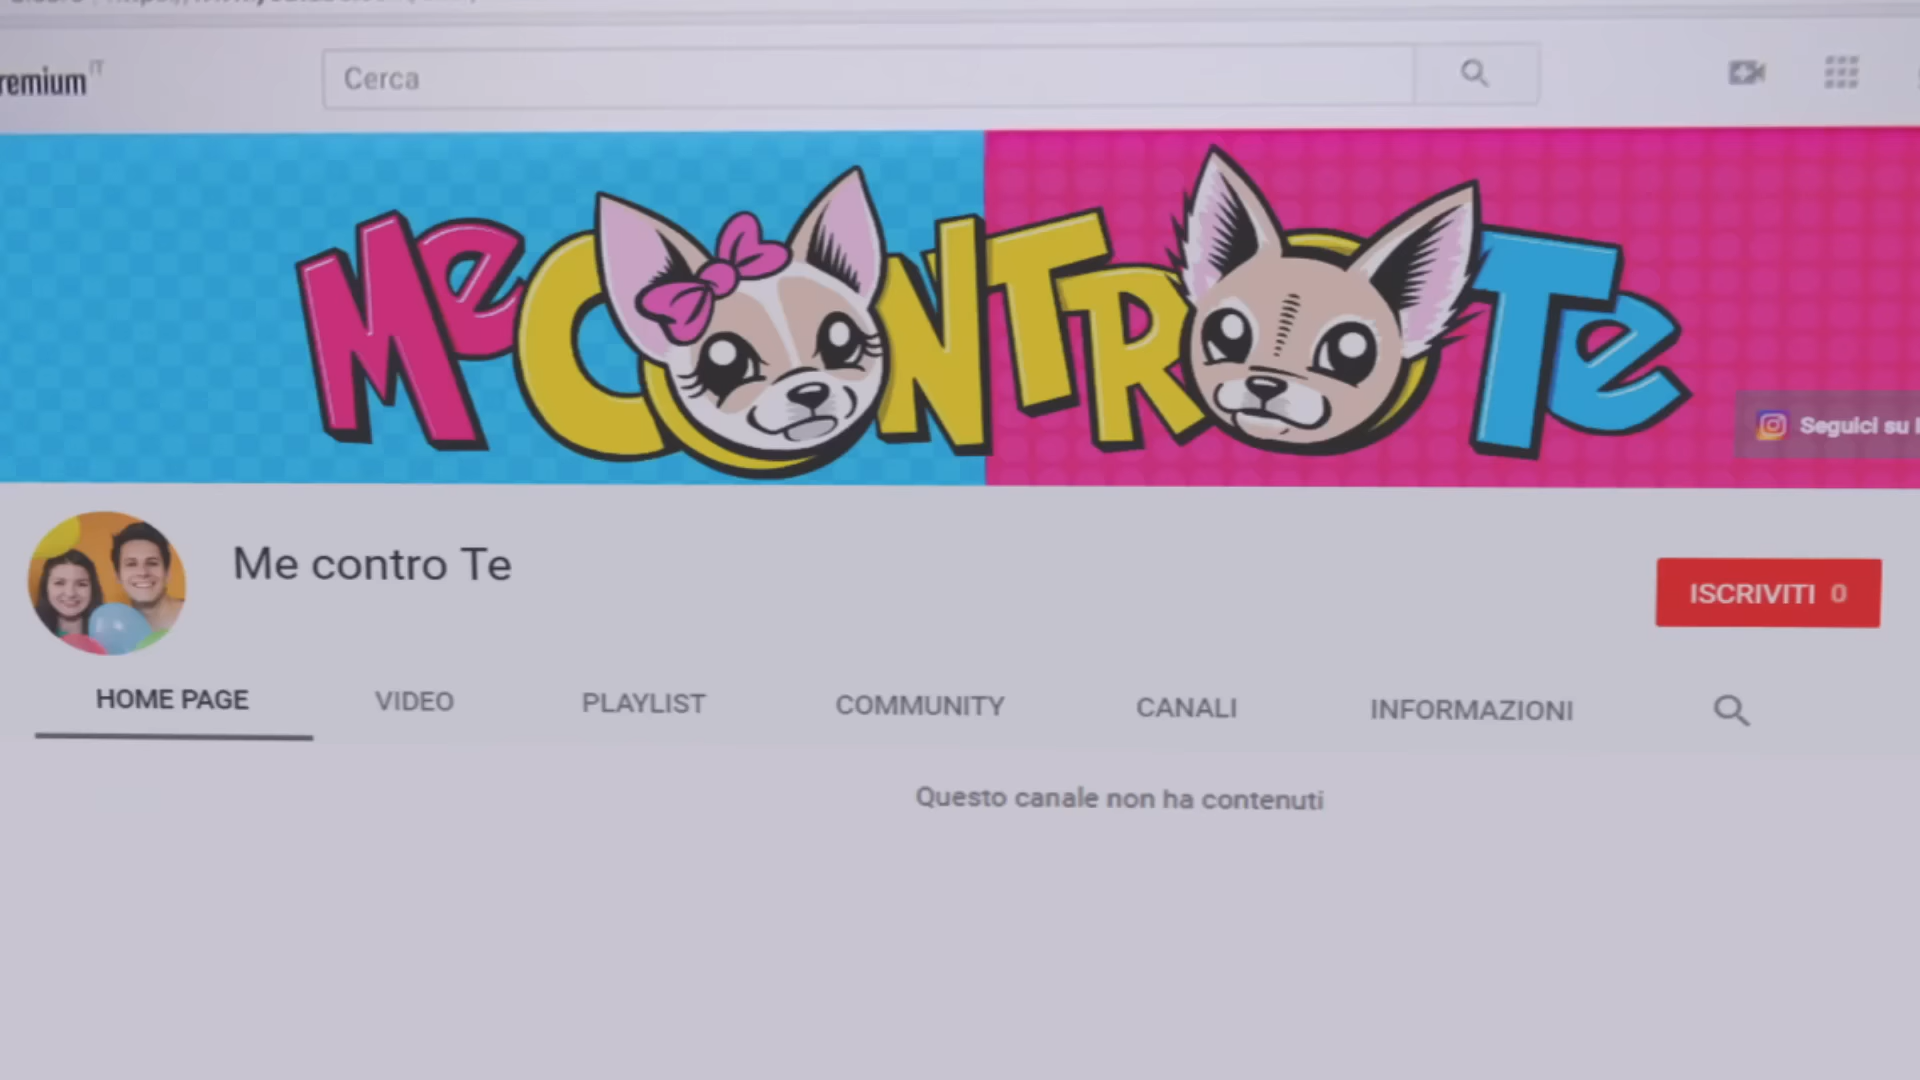 remium IT
Cerca
Me CONTRO Te
Seguici su
Me contro Te
ISCRIVITI 0
HOME PAGE VIDEO PLAYLIST COMMUNITY CANALI INFORMAZIONI
Questo canale non ha contenuti